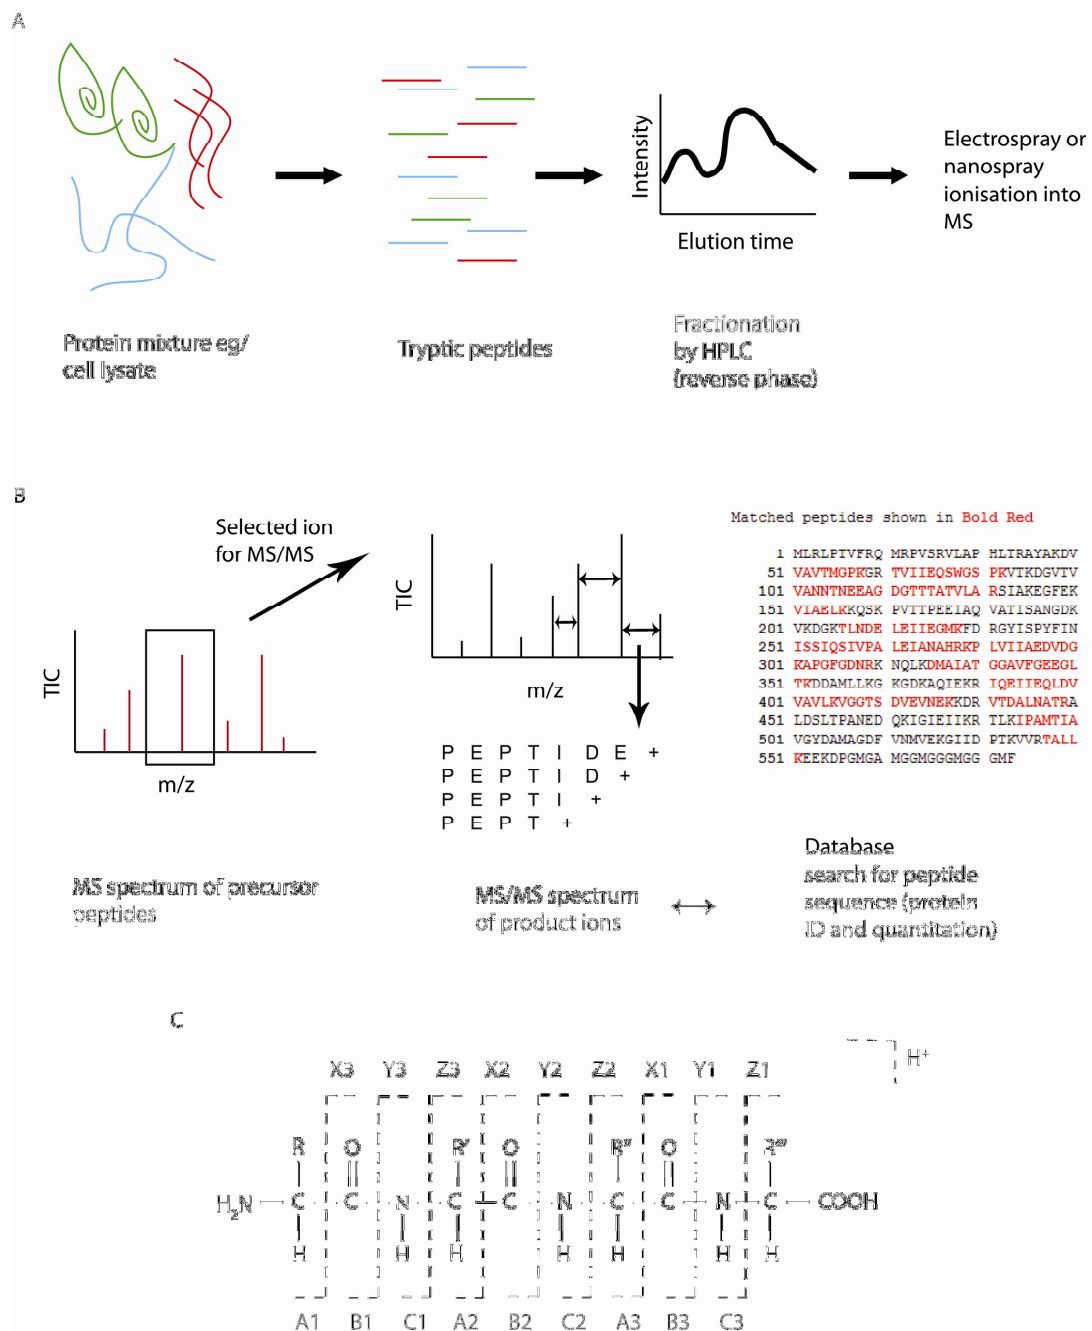 A
Intensity
Elution time
Electrospray or
nanospray
ionisation into
MS
Protein mixture eg/
cell lysate
Tryptic peptides
Fractionation
by HPLC
(reverse phase)
B
Selected ion
for MS/MS
TIC
m/z
TIC
m/z
P E P T I D E +
P E P T I D +
P E P T I +
P E P T +
Matched peptides shown in Bold Red
1 MLRLPTVFRQ MRPVSRVLAP HLTRAYAKDV
51 VAVTMGPKGR TVIIEQSWGS PKVTKDGVTV
101 VANNTNEEAG DGTTTATVLA RSIAKEGFEK
151 VIAELKKQSK PVTTPEEIAQ VATISANGDK
201 VKDGKTLNDE LEIIEGMKFD RGYISPYFIN
251 ISSIQSIVPA LEIANAHRKP LVIIAEDVDG
301 KAPGFGDNRK NQLKDMAIAT GGAVFGEEGL
351 TKDDAMLLKG KGDKAQIEKR IQEIIEQLDV
401 VAVLKVGGTS DVEVNEKKDR VTDALNATRA
451 LDSLTPANED QKIGIEIIKR TLKIPAMTIA
501 VGYDAMAGDF VNMVEKGIID PTKVVRTALL
551 KEEKDPGMGA MGGMGGGMGG GMF
MS spectrum of precursor
peptides
MS/MS spectrum
of product ions
Database
search for peptide
sequence (protein
ID and quantitation)
C
H+
X3 Y3 Z3 X2 Y2 Z2 X1 Y1 Z1
R O R' O R" O R"'
H2N C C N C C N C C N C COOH
H H H H H H H
A1 B1 C1 A2 B2 C2 A3 B3 C3